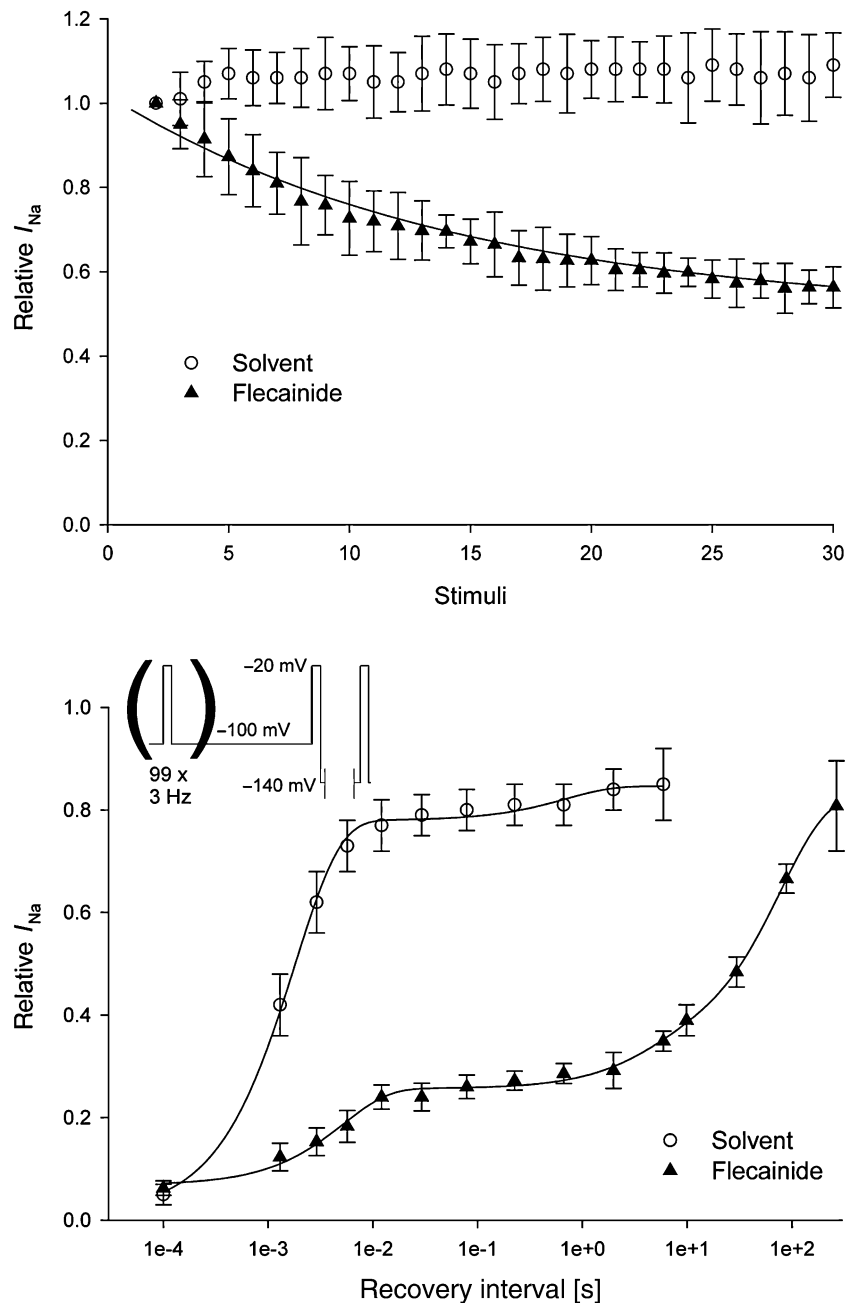 1.2
1.0
0.8
0.6
0.4
0.2
0.0
Relative I_Na
Solvent
Flecainide
0 5 10 15 20 25 30
Stimuli
–20 mV
–100 mV
–140 mV
99 x
3 Hz
1.0
0.8
0.6
0.4
0.2
0.0
Relative I_Na
Solvent
Flecainide
1e-4 1e-3 1e-2 1e-1 1e+0 1e+1 1e+2
Recovery interval [s]